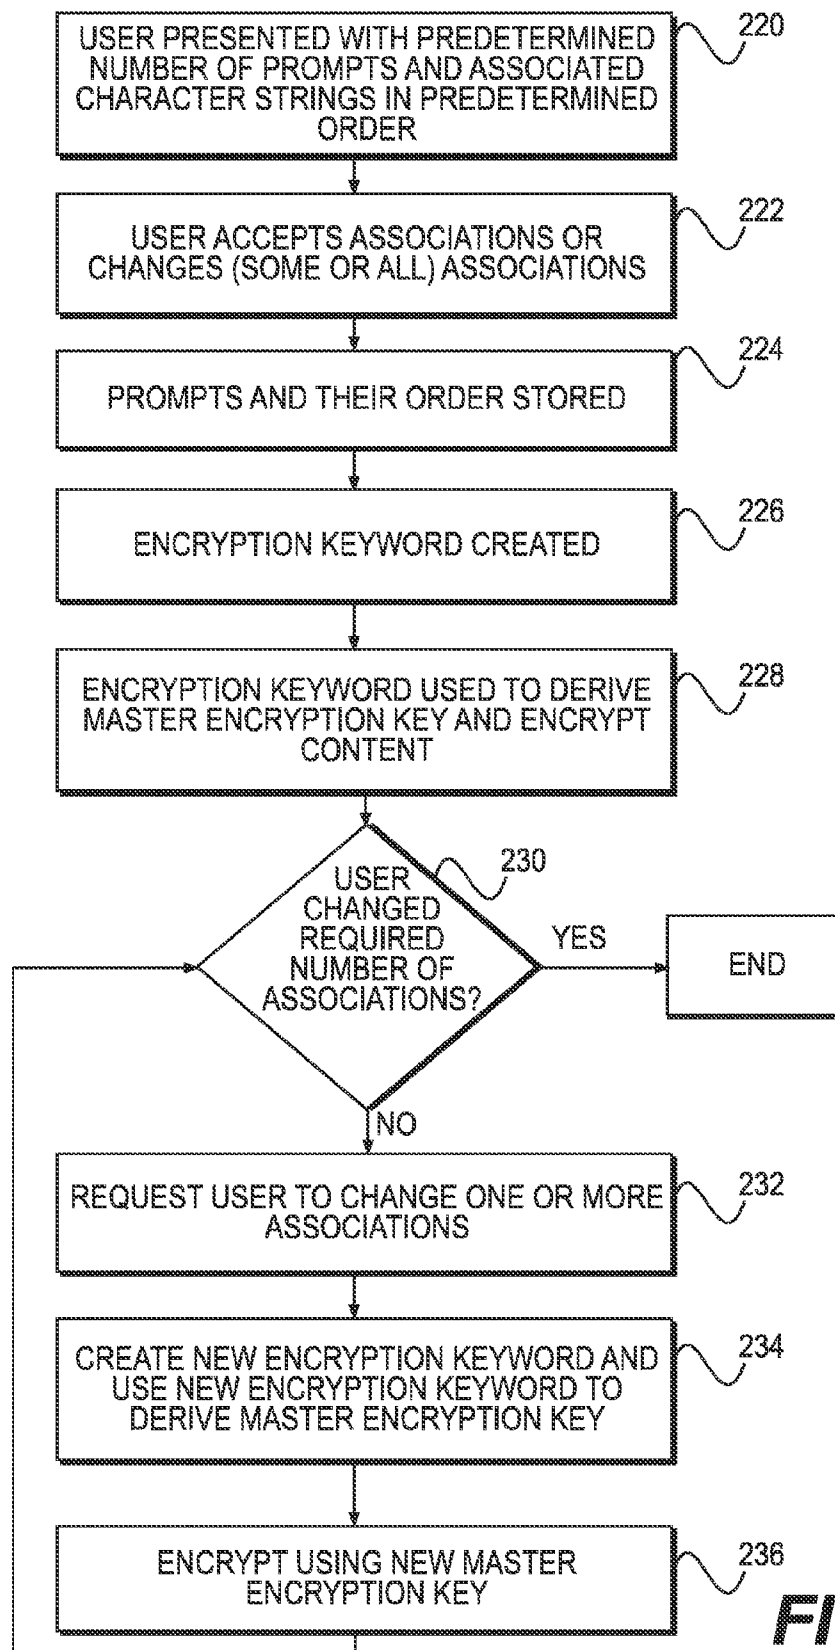 USER PRESENTED WITH PREDETERMINED
NUMBER OF PROMPTS AND ASSOCIATED
CHARACTER STRINGS IN PREDETERMINED
ORDER
220
USER ACCEPTS ASSOCIATIONS OR
CHANGES (SOME OR ALL) ASSOCIATIONS
222
PROMPTS AND THEIR ORDER STORED
224
ENCRYPTION KEYWORD CREATED
226
ENCRYPTION KEYWORD USED TO DERIVE
MASTER ENCRYPTION KEY AND ENCRYPT
CONTENT
228
USER
CHANGED
REQUIRED
NUMBER OF
ASSOCIATIONS?
230
YES
END
NO
REQUEST USER TO CHANGE ONE OR MORE
ASSOCIATIONS
232
CREATE NEW ENCRYPTION KEYWORD AND
USE NEW ENCRYPTION KEYWORD TO
DERIVE MASTER ENCRYPTION KEY
234
ENCRYPT USING NEW MASTER
ENCRYPTION KEY
236
FI